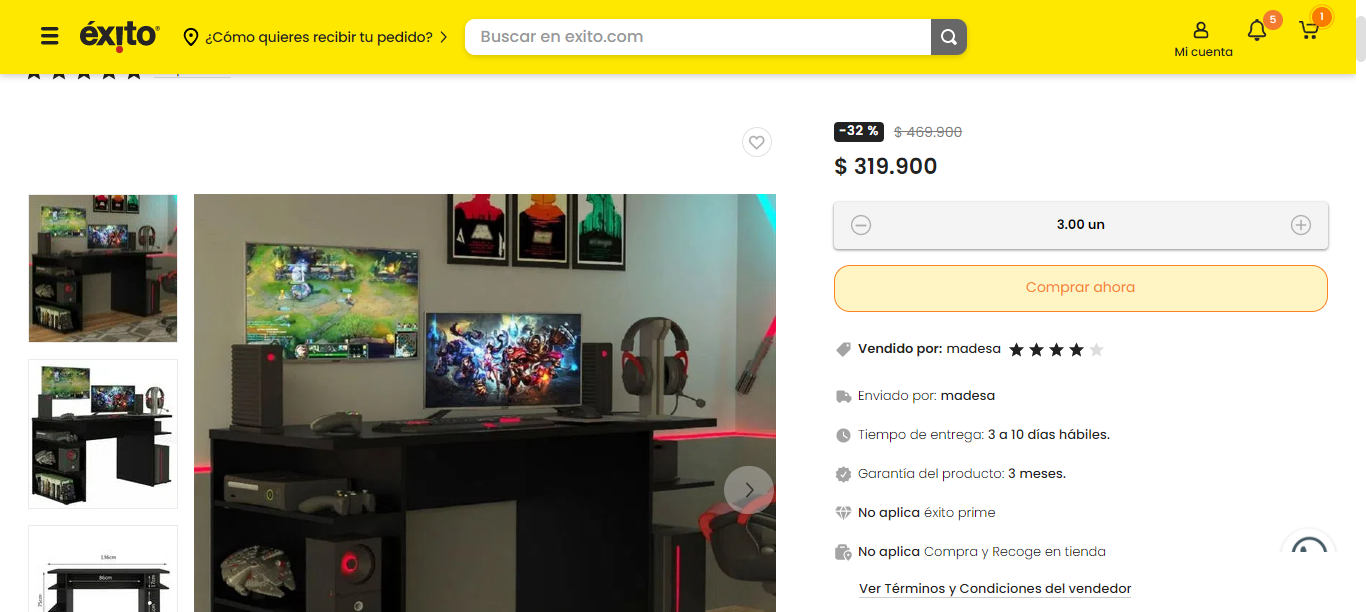 éxito
¿Cómo quieres recibir tu pedido?
Buscar en exito.com
Mi cuenta
5
1
-32 %
$ 469.900
$ 319.900
3.00 un
Comprar ahora
Vendido por: madesa
Enviado por: madesa
Tiempo de entrega: 3 a 10 días hábiles.
Garantía del producto: 3 meses.
No aplica éxito prime
No aplica Compra y Recoge en tienda
Ver Términos y Condiciones del vendedor
136cm
86cm